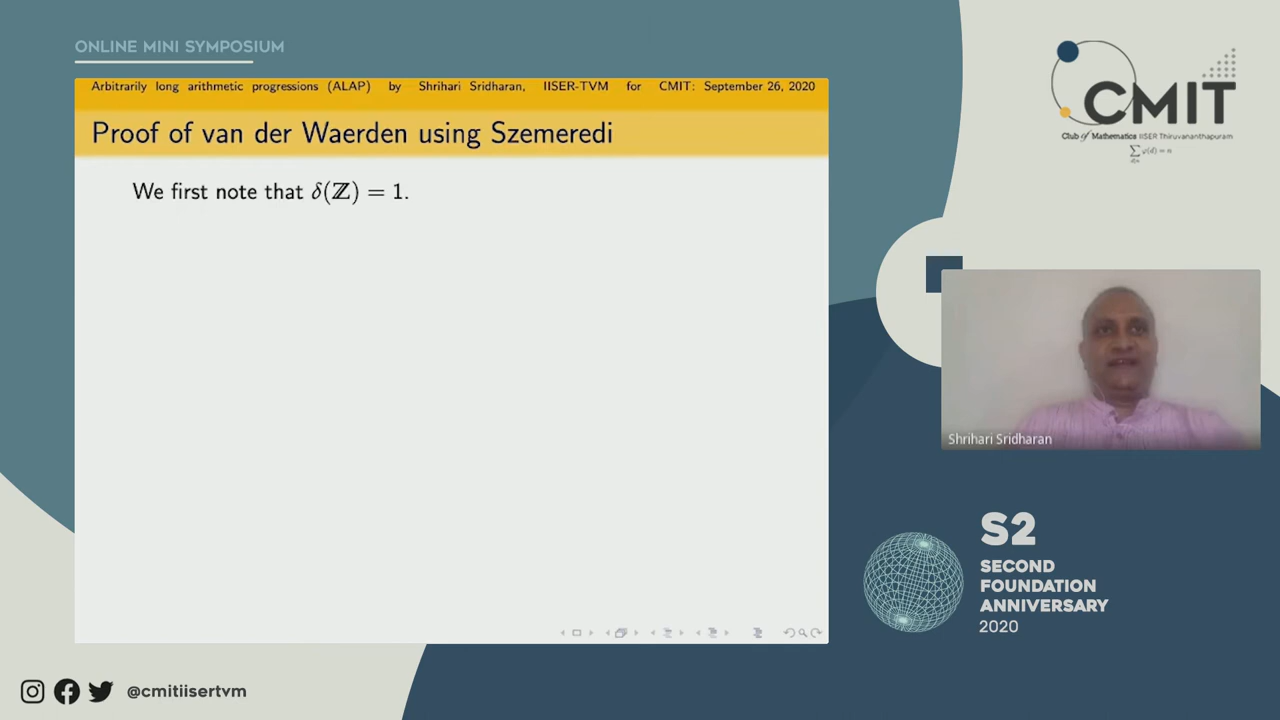 ONLINE MINI SYMPOSIUM
Arbitrarily long arithmetic progressions (ALAP) by Shrihari Sridharan, IISER-TVM for CMIT: September 26, 2020
Proof of van der Waerden using Szemeredi
We first note that δ(ℤ) = 1.
CMIT
Club of Mathematics IISER Thiruvananthapuram
∑ φ(d) = n
d|n
Shrihari Sridharan
S2
SECOND
FOUNDATION
ANNIVERSARY
2020
@cmitiisertvm